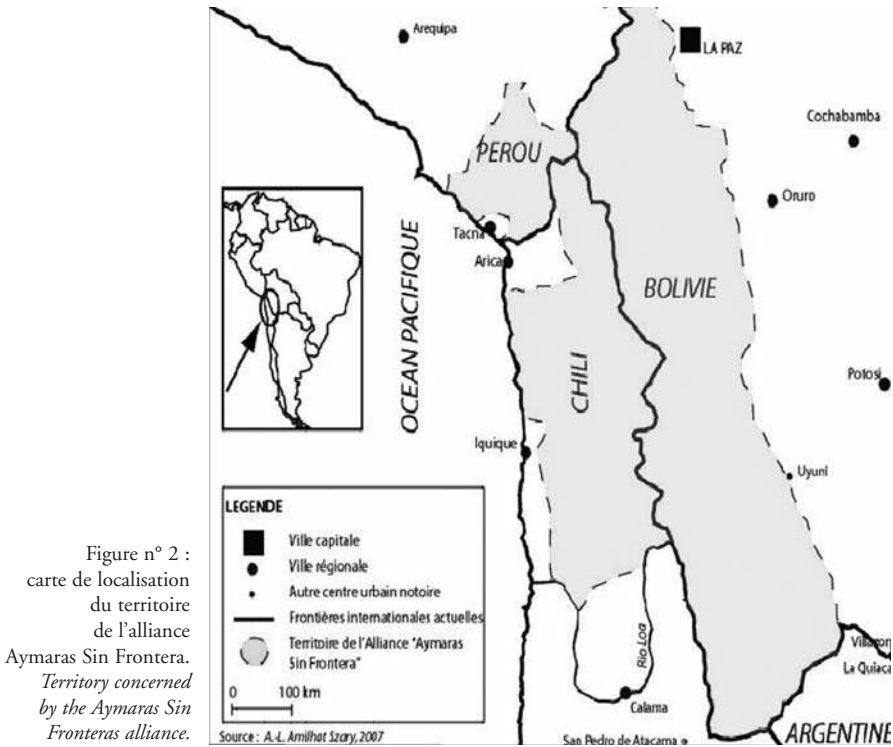 Arequipa
LA PAZ
Cochabamba
PEROU
Oruro
Tacna
Arica
OCEAN PACIFIQUE
BOLIVIE
CHILI
Potosi
Iquique
Uyuni
LEGENDE
Ville capitale
Ville régionale
Autre centre urbain notoire
Frontières internationales actuelles
Territoire de l'Alliance "Aymaras
Sin Frontera"
0 100 km
Source : A.-L. Amilhat Szary, 2007
Rio Loa
Calama
San Pedro de Atacama
Villazon
La Quiaca
ARGENTINE
Figure n° 2 :
carte de localisation
du territoire
de l'alliance
Aymaras Sin Frontera.
Territory concerned
by the Aymaras Sin
Fronteras alliance.